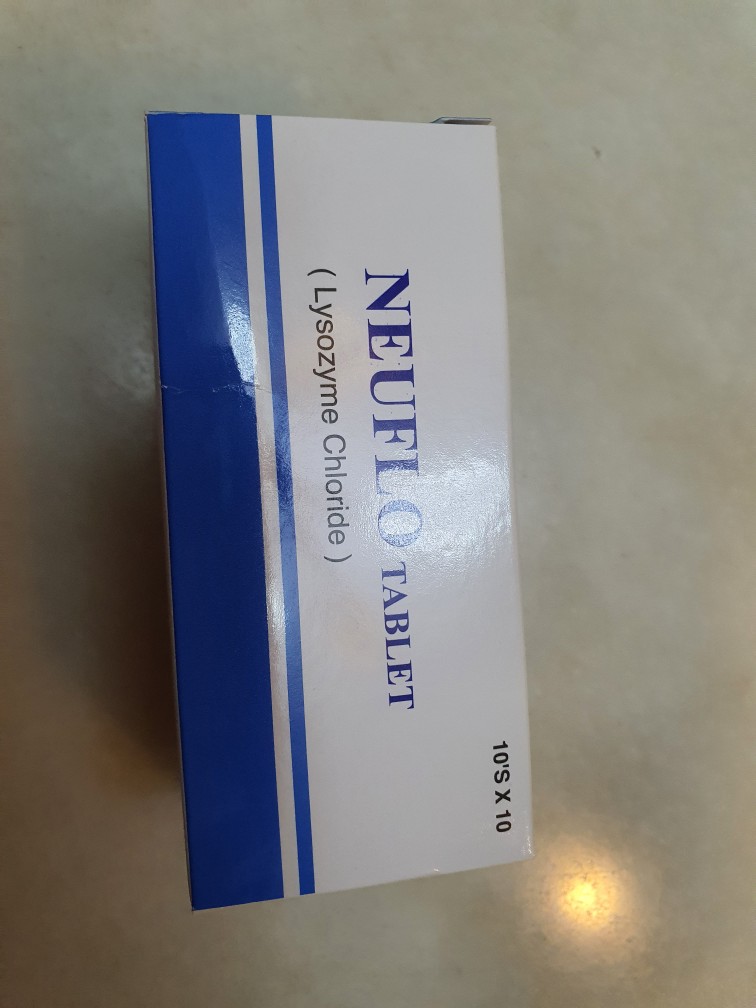 10'S X 10
NEUFLO TABLET
( Lysozyme Chloride )